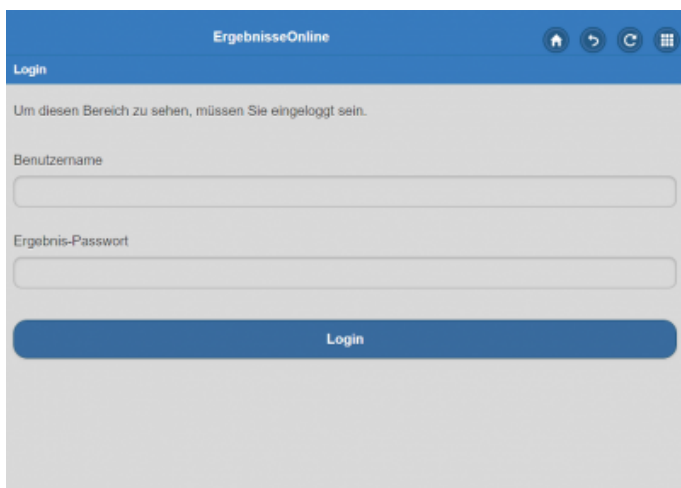 ErgebnisseOnline
Login
Um diesen Bereich zu sehen, müssen Sie eingeloggt sein.
Benutzername
Ergebnis-Passwort
Login